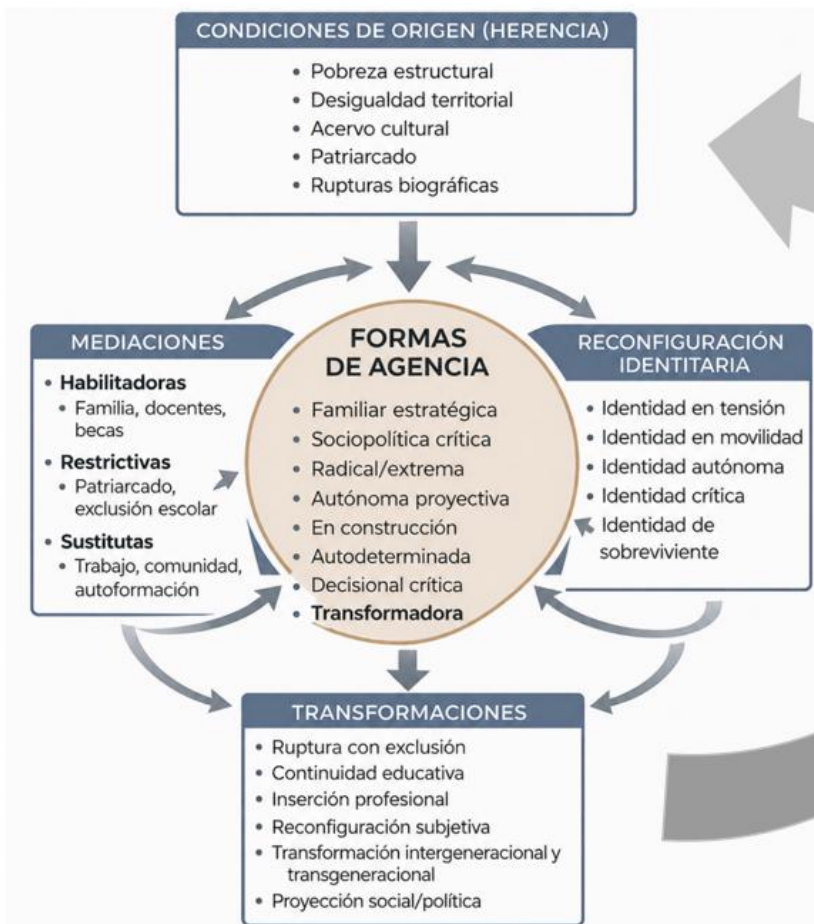 CONDICIONES DE ORIGEN (HERENCIA)
• Pobreza estructural
• Desigualdad territorial
• Acervo cultural
• Patriarcado
• Rupturas biográficas
MEDIACIONES
• Habilitadoras
• Familia, docentes,
becas
• Restrictivas
• Patriarcado,
exclusión escolar
• Sustitutas
• Trabajo, comunidad,
autoformación
FORMAS
DE AGENCIA
• Familiar estratégica
• Sociopolítica crítica
• Radical/extrema
• Autónoma proyectiva
• En construcción
• Autodeterminada
• Decisional crítica
• Transformadora
RECONFIGURACIÓN
IDENTITARIA
• Identidad en tensión
• Identidad en movilidad
• Identidad autónoma
• Identidad crítica
• Identidad de
sobreviviente
TRANSFORMACIONES
• Ruptura con exclusión
• Continuidad educativa
• Inserción profesional
• Reconfiguración subjetiva
• Transformación intergeneracional y
transgeneracional
• Proyección social/política